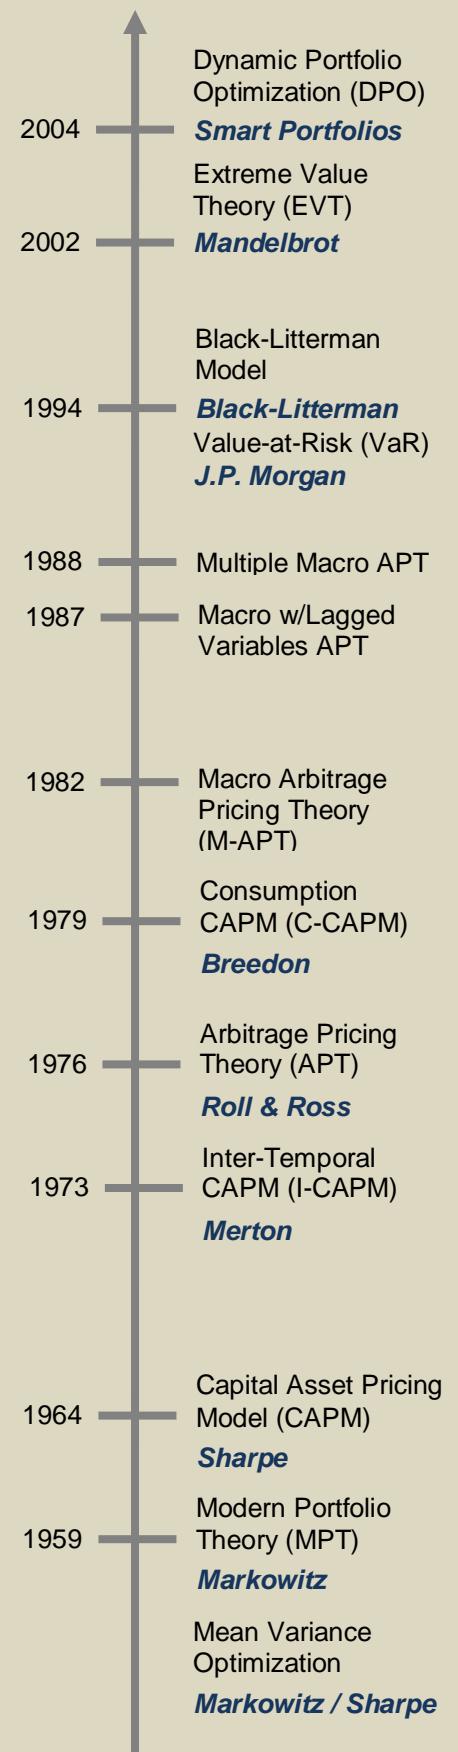 Dynamic Portfolio
Optimization (DPO)
2004
Smart Portfolios
Extreme Value
Theory (EVT)
2002
Mandelbrot
Black-Litterman
Model
1994
Black-Litterman
Value-at-Risk (VaR)
J.P. Morgan
1988
Multiple Macro APT
1987
Macro w/Lagged
Variables APT
1982
Macro Arbitrage
Pricing Theory
(M-APT)
Consumption
1979
CAPM (C-CAPM)
Breedon
Arbitrage Pricing
1976
Theory (APT)
Roll & Ross
Inter-Temporal
1973
CAPM (I-CAPM)
Merton
Capital Asset Pricing
1964
Model (CAPM)
Sharpe
Modern Portfolio
1959
Theory (MPT)
Markowitz
Mean Variance
Optimization
Markowitz / Sharpe